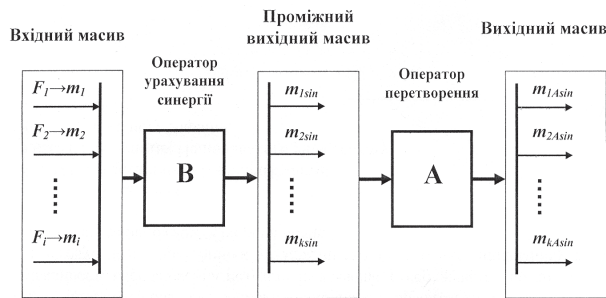 Вхідний масив
F1→m1
F2→m2
Fi→mi
Оператор
урахування
синергії
B
Проміжний
вихідний масив
m1sin
m2sin
mksin
Оператор
перетворення
A
Вихідний масив
m1Asin
m2Asin
mkAsin